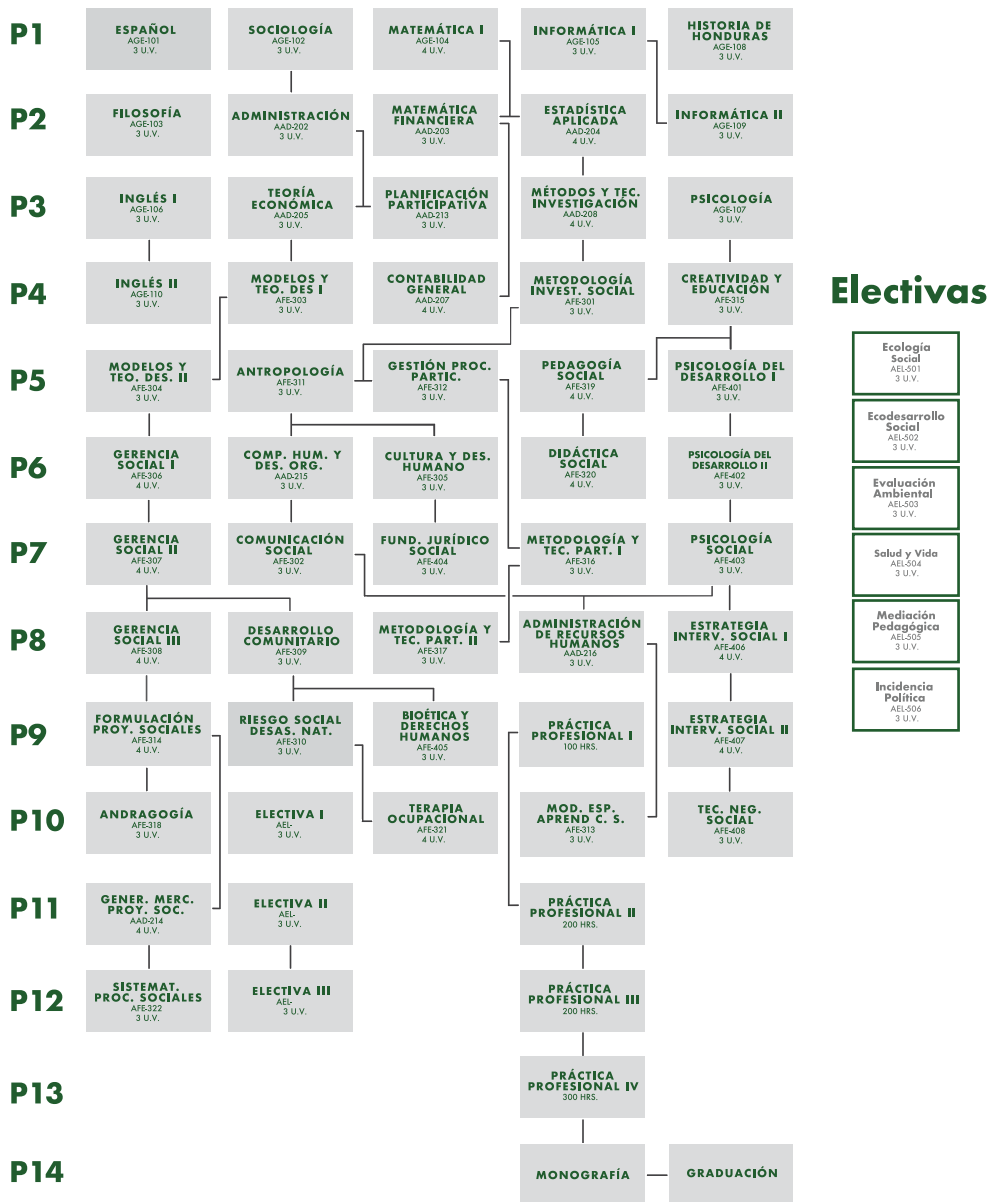 P1
ESPAÑOL
AGE-101
3 U.V.
SOCIOLOGÍA
AGE-102
3 U.V.
MATEMÁTICA I
AGE-104
4 U.V.
INFORMÁTICA I
AGE-105
3 U.V.
HISTORIA DE
HONDURAS
AGE-108
3 U.V.
P2
FILOSOFÍA
AGE-103
3 U.V.
ADMINISTRACIÓN
AAD-202
3 U.V.
MATEMÁTICA
FINANCIERA
AAD-203
3 U.V.
ESTADÍSTICA
APLICADA
AAD-204
4 U.V.
INFORMÁTICA II
AGE-109
3 U.V.
P3
INGLÉS I
AGE-106
3 U.V.
TEORÍA
ECONÓMICA
AAD-205
3 U.V.
PLANIFICACIÓN
PARTICIPATIVA
AAD-213
3 U.V.
MÉTODOS Y TEC.
INVESTIGACIÓN
AAD-208
4 U.V.
PSICOLOGÍA
AGE-107
3 U.V.
P4
INGLÉS II
AGE-110
3 U.V.
MODELOS Y
TEO. DES I
AFE-303
3 U.V.
CONTABILIDAD
GENERAL
AAD-207
4 U.V.
METODOLOGÍA
INVEST. SOCIAL
AFE-301
3 U.V.
CREATIVIDAD Y
EDUCACIÓN
AFE-315
3 U.V.
Electivas
Ecología
Social
AEL-501
3 U.V.
Ecodesarrollo
Social
AEL-502
3 U.V.
Evaluación
Ambiental
AEL-503
3 U.V.
Salud y Vida
AEL-504
3 U.V.
Mediación
Pedagógica
AEL-505
3 U.V.
Incidencia
Política
AEL-506
3 U.V.
P5
MODELOS Y
TEO. DES. II
AFE-304
3 U.V.
ANTROPOLOGÍA
AFE-311
3 U.V.
GESTIÓN PROC.
PARTIC.
AFE-312
3 U.V.
PEDAGOGÍA
SOCIAL
AFE-319
4 U.V.
PSICOLOGÍA DEL
DESARROLLO I
AFE-401
3 U.V.
P6
GERENCIA
SOCIAL I
AFE-306
4 U.V.
COMP. HUM. Y
DES. ORG.
AAD-215
3 U.V.
CULTURA Y DES.
HUMANO
AFE-305
3 U.V.
DIDÁCTICA
SOCIAL
AFE-320
4 U.V.
PSICOLOGÍA DEL
DESARROLLO II
AFE-402
3 U.V.
P7
GERENCIA
SOCIAL II
AFE-307
4 U.V.
COMUNICACIÓN
SOCIAL
AFE-302
3 U.V.
FUND. JURÍDICO
SOCIAL
AFE-404
3 U.V.
METODOLOGÍA Y
TEC. PART. I
AFE-316
3 U.V.
PSICOLOGÍA
SOCIAL
AFE-403
3 U.V.
P8
GERENCIA
SOCIAL III
AFE-308
4 U.V.
DESARROLLO
COMUNITARIO
AFE-309
3 U.V.
METODOLOGÍA Y
TEC. PART. II
AFE-317
3 U.V.
ADMINISTRACIÓN
DE RECURSOS
HUMANOS
AAD-216
3 U.V.
ESTRATEGIA
INTERV. SOCIAL I
AFE-406
4 U.V.
P9
FORMULACIÓN
PROY. SOCIALES
AFE-314
4 U.V.
RIESGO SOCIAL
DESAS. NAT.
AFE-310
3 U.V.
BIOÉTICA Y
DERECHOS
HUMANOS
AFE-405
3 U.V.
PRÁCTICA
PROFESIONAL I
100 HRS.
ESTRATEGIA
INTERV. SOCIAL II
AFE-407
4 U.V.
P10
ANDRAGOGÍA
AFE-318
3 U.V.
ELECTIVA I
AEL-
3 U.V.
TERAPIA
OCUPACIONAL
AFE-321
4 U.V.
MOD. ESP.
APREND C. S.
AFE-313
3 U.V.
TEC. NEG.
SOCIAL
AFE-408
3 U.V.
P11
GENER. MERC.
PROY. SOC.
AAD-214
4 U.V.
ELECTIVA II
AEL-
3 U.V.
PRÁCTICA
PROFESIONAL II
200 HRS.
P12
SISTEMAT.
PROC. SOCIALES
AFE-322
3 U.V.
ELECTIVA III
AEL-
3 U.V.
PRÁCTICA
PROFESIONAL III
200 HRS.
P13
PRÁCTICA
PROFESIONAL IV
300 HRS.
P14
MONOGRAFÍA
GRADUACIÓN